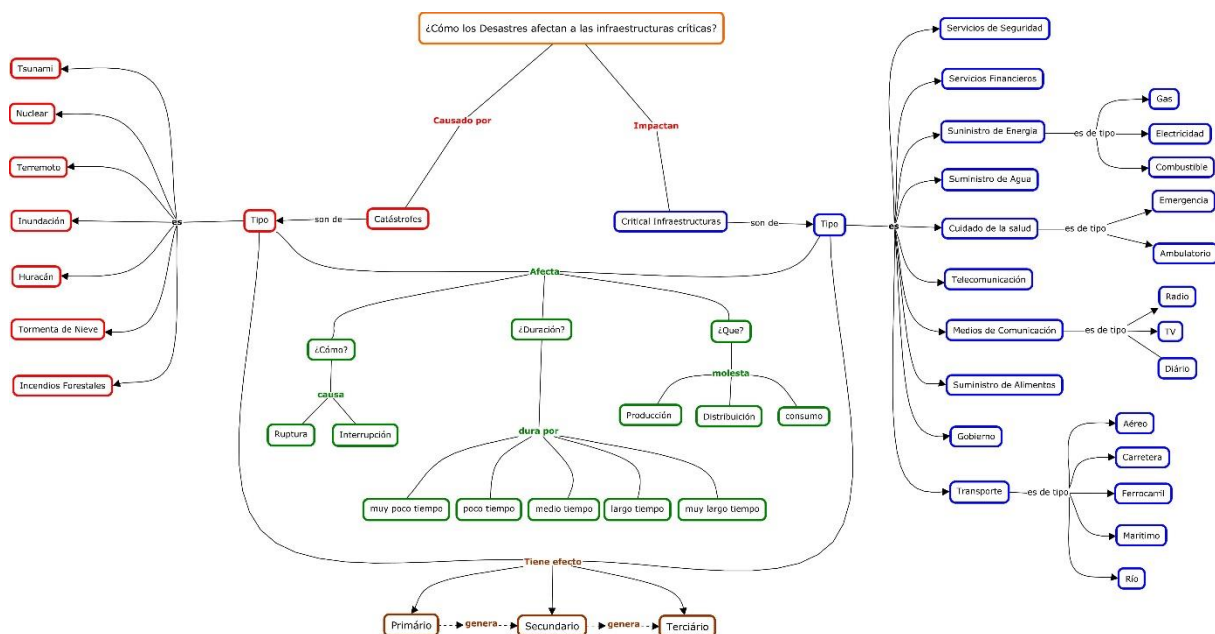 ¿Cómo los Desastres afectan a las infraestructuras críticas?
Causado por
Impactan
Catástrofes
son de
Tipo
es
Tsunami
Nuclear
Terremoto
Inundación
Huracán
Tormenta de Nieve
Incendios Forestales
Critical Infraestructuras
son de
Tipo
es
Servicios de Seguridad
Servicios Financieros
Suninistro de Energia
es de tipo
Gas
Electricidad
Combustible
Suministro de Agua
Cuidado de la salud
es de tipo
Emergencia
Ambulatorio
Telecomunicación
Medios de Comunicación
es de tipo
Radio
TV
Diário
Suministro de Alimentos
Gobierno
Transporte
es de tipo
Aéreo
Carretera
Ferrocarril
Marítimo
Río
Afecta
¿Cómo?
causa
Ruptura
Interrupción
¿Duración?
dura por
muy poco tiempo
poco tiempo
medio tiempo
largo tiempo
muy largo tiempo
¿Que?
molesta
Producción
Distribuición
consumo
Tiene efecto
Primário
genera
Secundario
genera
Terciário